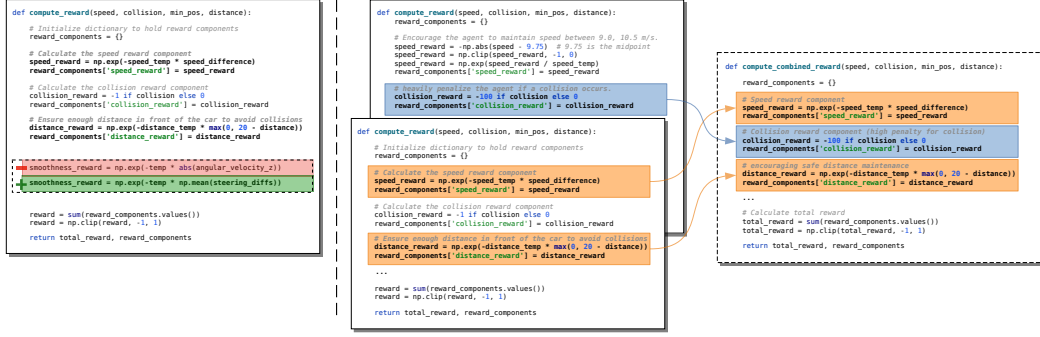 def compute_reward(speed, collision, min_pos, distance):
# Initialize dictionary to hold reward components
reward_components = {}
# Calculate the speed reward component
speed_reward = np.exp(-speed_temp * speed_difference)
reward_components['speed_reward'] = speed_reward
# Calculate the collision reward component
collision_reward = -1 if collision else 0
reward_components['collision_reward'] = collision_reward
# Ensure enough distance in front of the car to avoid collisions
distance_reward = np.exp(-distance_temp * max(0, 20 - distance))
reward_components['distance_reward'] = distance_reward
smoothness_reward = np.exp(-temp * abs(angular_velocity_z))
smoothness_reward = np.exp(-temp * np.mean(steering_diffs))
reward = sum(reward_components.values())
reward = np.clip(reward, -1, 1)
return total_reward, reward_components
def compute_reward(speed, collision, min_pos, distance):
reward_components = {}
# Encourage the agent to maintain speed between 9.0, 10.5 m/s.
speed_reward = -np.abs(speed - 9.75)  # 9.75 is the midpoint
speed_reward = np.clip(speed_reward, -1, 0)
speed_reward = np.exp(speed_reward / speed_temp)
reward_components['speed_reward'] = speed_reward
# heavily penalize the agent if a collision occurs.
collision_reward = -100 if collision else 0
reward_components['collision_reward'] = collision_reward
def compute_reward(speed, collision, min_pos, distance):
# Initialize dictionary to hold reward components
reward_components = {}
# Calculate the speed reward component
speed_reward = np.exp(-speed_temp * speed_difference)
reward_components['speed_reward'] = speed_reward
# Calculate the collision reward component
collision_reward = -1 if collision else 0
reward_components['collision_reward'] = collision_reward
# Ensure enough distance in front of the car to avoid collisions
distance_reward = np.exp(-distance_temp * max(0, 20 - distance))
reward_components['distance_reward'] = distance_reward
...
reward = sum(reward_components.values())
reward = np.clip(reward, -1, 1)
return total_reward, reward_components
def compute_combined_reward(speed, collision, min_pos, distance):
reward_components = {}
# Speed reward component
speed_reward = np.exp(-speed_temp * speed_difference)
reward_components['speed_reward'] = speed_reward
# Collision reward component (high penalty for collision)
collision_reward = -100 if collision else 0
reward_components['collision_reward'] = collision_reward
# encouraging safe distance maintenance
distance_reward = np.exp(-distance_temp * max(0, 20 - distance))
reward_components['distance_reward'] = distance_reward
...
# Calculate total reward
total_reward = sum(reward_components.values())
total_reward = np.clip(total_reward, -1, 1)
return total_reward, reward_components